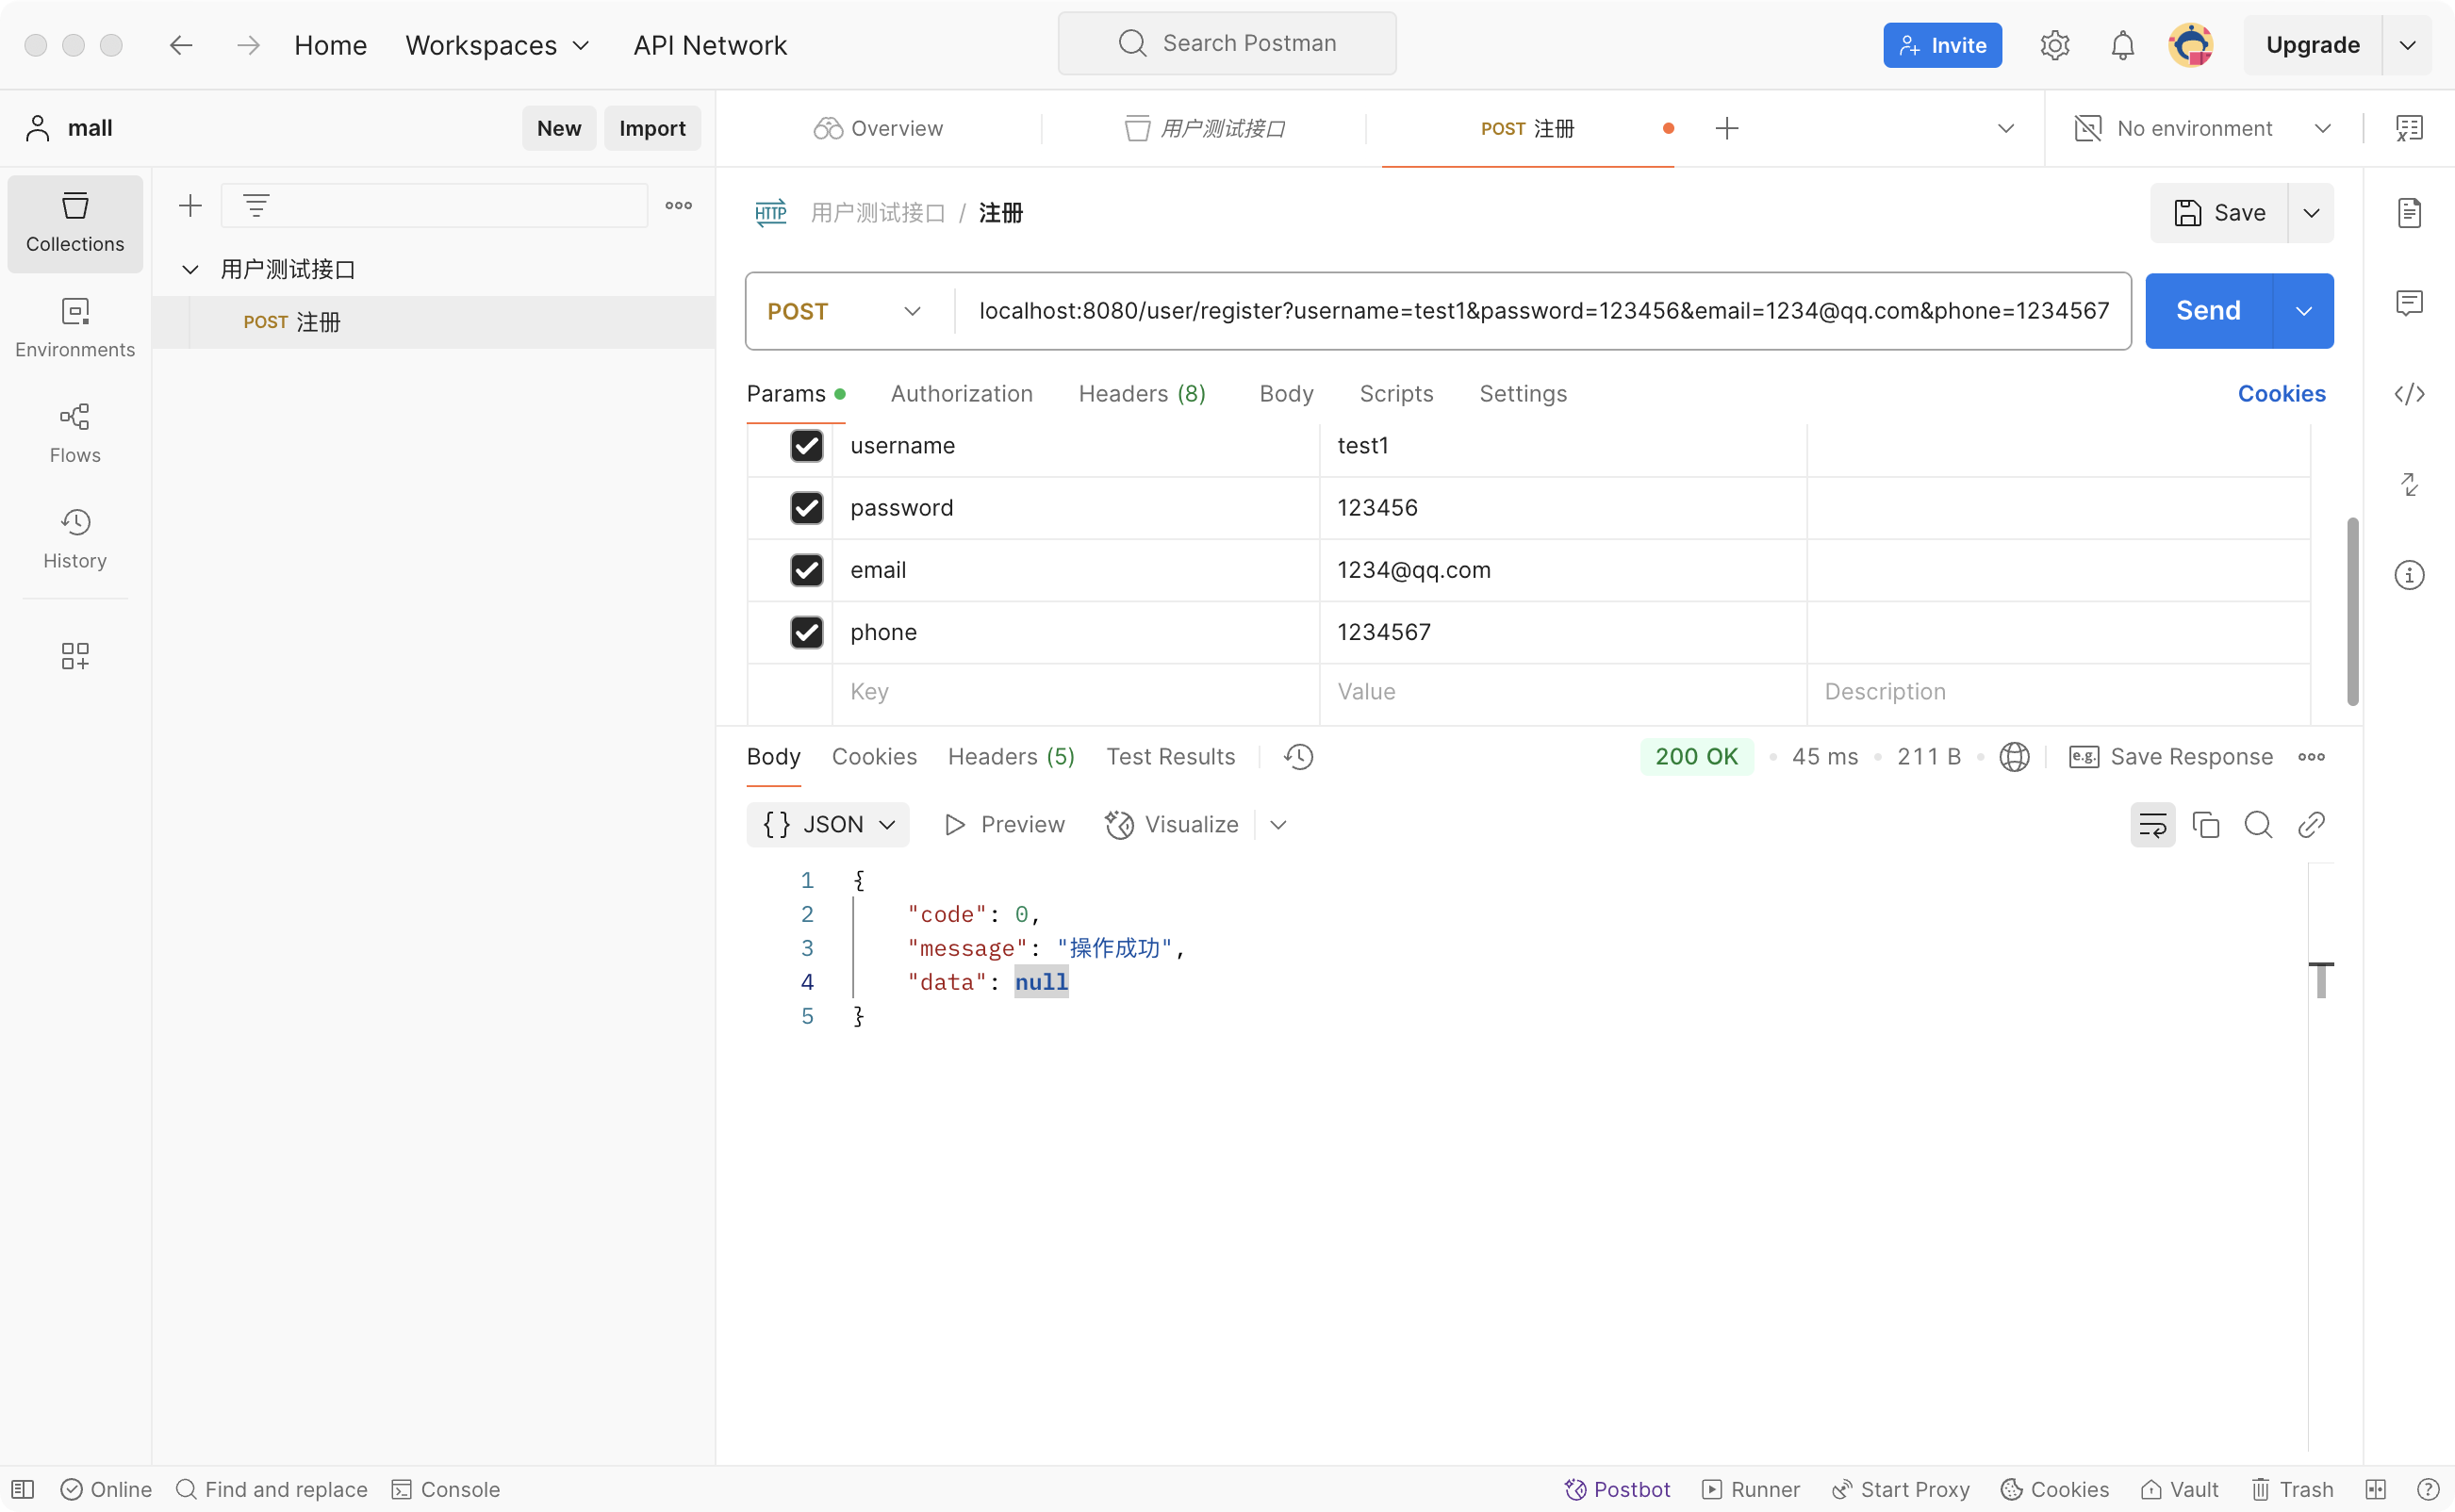 Home Workspaces API Network Search Postman Invite Upgrade
mall New Import Overview 用户测试接口 POST 注册 No environment
Collections
Environments
Flows
History
用户测试接口
POST 注册
HTTP 用户测试接口 / 注册 Save
POST localhost:8080/user/register?username=test1&password=123456&email=1234@qq.com&phone=1234567 Send
Params Authorization Headers (8) Body Scripts Settings Cookies
username test1
password 123456
email 1234@qq.com
phone 1234567
Key Value Description
Body Cookies Headers (5) Test Results 200 OK 45 ms 211 B e.g. Save Response
{} JSON Preview Visualize
1 {
2 "code": 0,
3 "message": "操作成功",
4 "data": null
5 }
Online Find and replace Console Postbot Runner Start Proxy Cookies Vault Trash